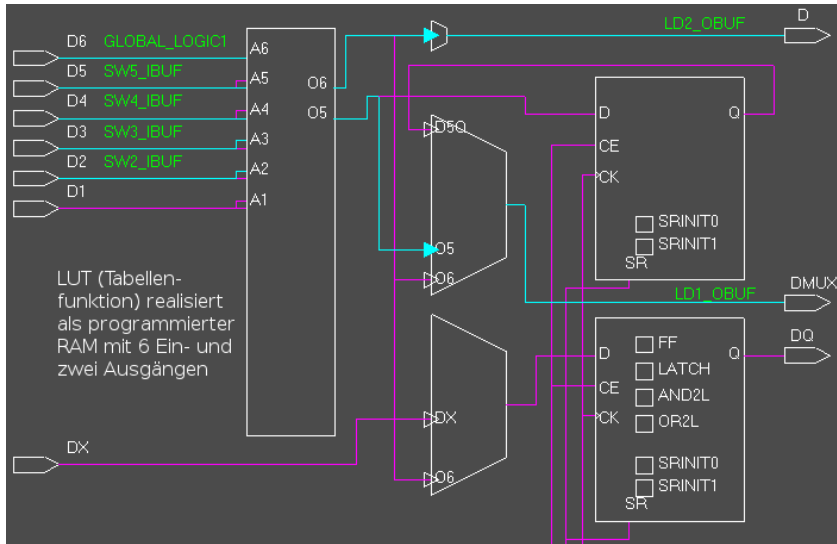 D6 GLOBAL_LOGIC1
A6
LD2_OBUF
D
D5 SW5_IBUF
A5
O6
D4 SW4_IBUF
A4
O5
D3 SW3_IBUF
A3
D2 SW2_IBUF
A2
D1
A1
D5Q
O5
O6
D
Q
CE
CK
SRINIT0
SRINIT1
SR
LD1_OBUF
DMUX
LUT (Tabellen-
funktion) realisiert
als programmierter
RAM mit 6 Ein- und
zwei Ausgängen
DX
DX
O6
D
Q
DQ
CE
CK
FF
LATCH
AND2L
OR2L
SRINIT0
SRINIT1
SR